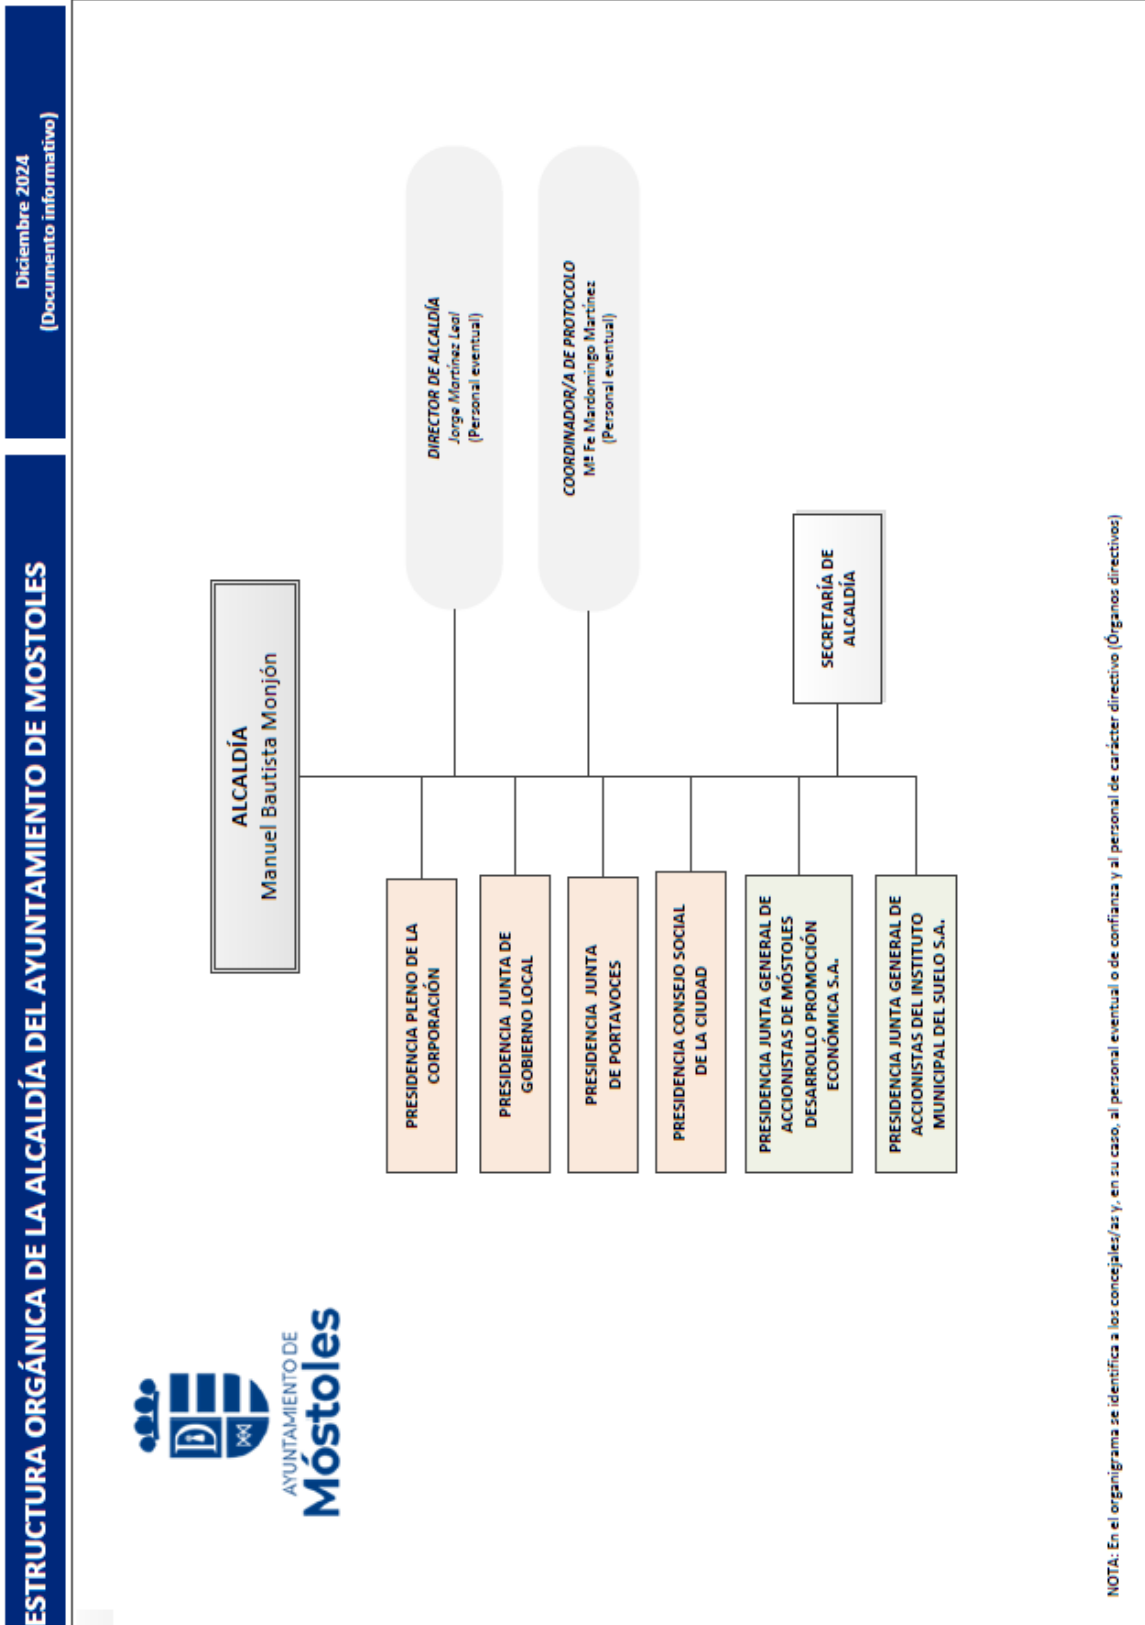 ESTRUCTURA ORGÁNICA DE LA ALCALDÍA DEL AYUNTAMIENTO DE MOSTOLES
Diciembre 2024
(Documento informativo)
AYUNTAMIENTO DE
Móstoles
ALCALDÍA
Manuel Bautista Monjón
DIRECTOR DE ALCALDÍA
Jorge Martínez Leal
(Personal eventual)
COORDINADOR/A DE PROTOCOLO
Mª Fe Mardomingo Martínez
(Personal eventual)
SECRETARÍA DE
ALCALDÍA
PRESIDENCIA PLENO DE LA
CORPORACIÓN
PRESIDENCIA JUNTA DE
GOBIERNO LOCAL
PRESIDENCIA JUNTA
DE PORTAVOCES
PRESIDENCIA CONSEJO SOCIAL
DE LA CIUDAD
PRESIDENCIA JUNTA GENERAL DE
ACCIONISTAS DE MÓSTOLES
DESARROLLO PROMOCIÓN
ECONÓMICA S.A.
PRESIDENCIA JUNTA GENERAL DE
ACCIONISTAS DEL INSTITUTO
MUNICIPAL DEL SUELO S.A.
NOTA: En el organigrama se identifica a los concejales/as y, en su caso, al personal eventual o de confianza y al personal de carácter directivo (Órganos directivos)